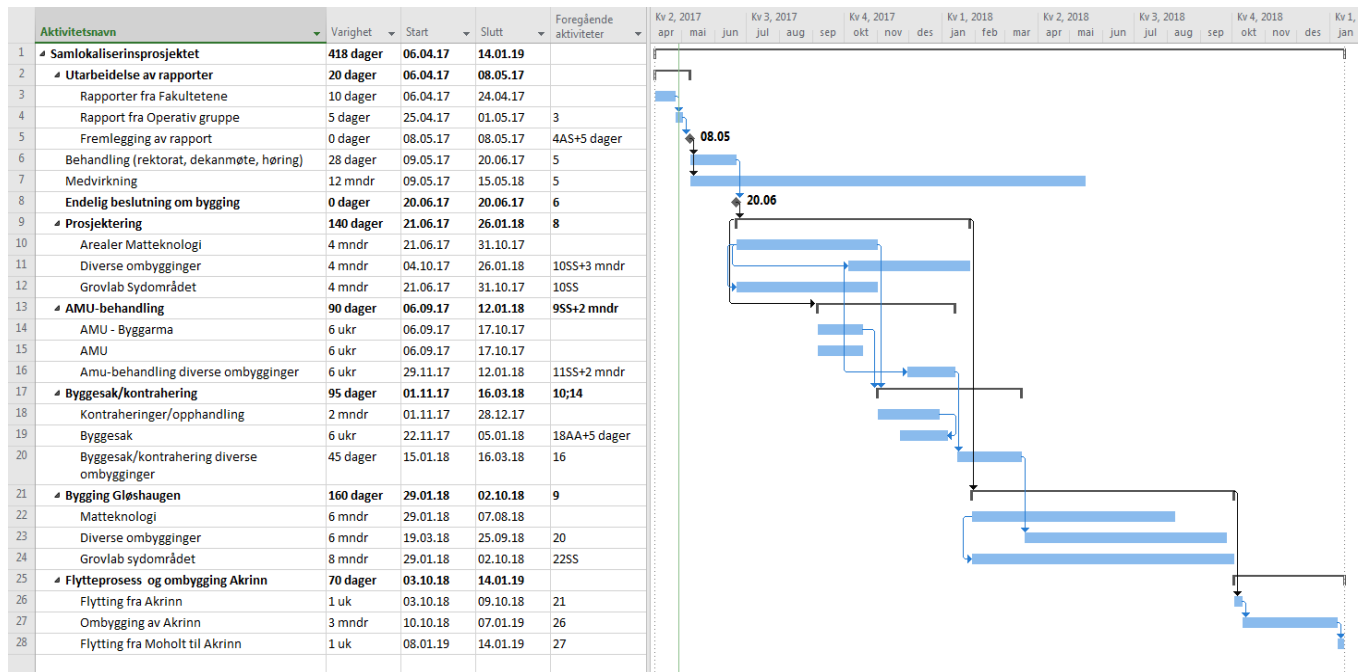 Kv 2, 2017 Kv 3, 2017 Kv 4, 2017 Kv 1, 2018 Kv 2, 2018 Kv 3, 2018 Kv 4, 2018 Kv 1,
Aktivitetsnavn Varighet Start Slutt Foregående aktiviteter apr mai jun jul aug sep okt nov des jan feb mar apr mai jun jul aug sep okt nov des jan
1 Samlokaliserinsprosjektet 418 dager 06.04.17 14.01.19
2 Utarbeidelse av rapporter 20 dager 06.04.17 08.05.17
3 Rapporter fra Fakultetene 10 dager 06.04.17 24.04.17
4 Rapport fra Operativ gruppe 5 dager 25.04.17 01.05.17 3
5 Fremlegging av rapport 0 dager 08.05.17 08.05.17 4AS+5 dager 08.05
6 Behandling (rektorat, dekanmøte, høring) 28 dager 09.05.17 20.06.17 5
7 Medvirkning 12 mndr 09.05.17 15.05.18 5
8 Endelig beslutning om bygging 0 dager 20.06.17 20.06.17 6 20.06
9 Prosjektering 140 dager 21.06.17 26.01.18 8
10 Arealer Matteknologi 4 mndr 21.06.17 31.10.17
11 Diverse ombygginger 4 mndr 04.10.17 26.01.18 10SS+3 mndr
12 Grovlab Sydområdet 4 mndr 21.06.17 31.10.17 10SS
13 AMU-behandling 90 dager 06.09.17 12.01.18 9SS+2 mndr
14 AMU - Byggarma 6 ukr 06.09.17 17.10.17
15 AMU 6 ukr 06.09.17 17.10.17
16 Amu-behandling diverse ombygginger 6 ukr 29.11.17 12.01.18 11SS+2 mndr
17 Byggesak/kontrahering 95 dager 01.11.17 16.03.18 10;14
18 Kontraheringer/opphandling 2 mndr 01.11.17 28.12.17
19 Byggesak 6 ukr 22.11.17 05.01.18 18AA+5 dager
20 Byggesak/kontrahering diverse 45 dager 15.01.18 16.03.18 16
ombygginger
21 Bygging Gløshaugen 160 dager 29.01.18 02.10.18 9
22 Matteknologi 6 mndr 29.01.18 07.08.18
23 Diverse ombygginger 6 mndr 19.03.18 25.09.18 20
24 Grovlab sydområdet 8 mndr 29.01.18 02.10.18 22SS
25 Flytteprosess og ombygging Akrinn 70 dager 03.10.18 14.01.19
26 Flytting fra Akrinn 1 uk 03.10.18 09.10.18 21
27 Ombygging av Akrinn 3 mndr 10.10.18 07.01.19 26
28 Flytting fra Moholt til Akrinn 1 uk 08.01.19 14.01.19 27